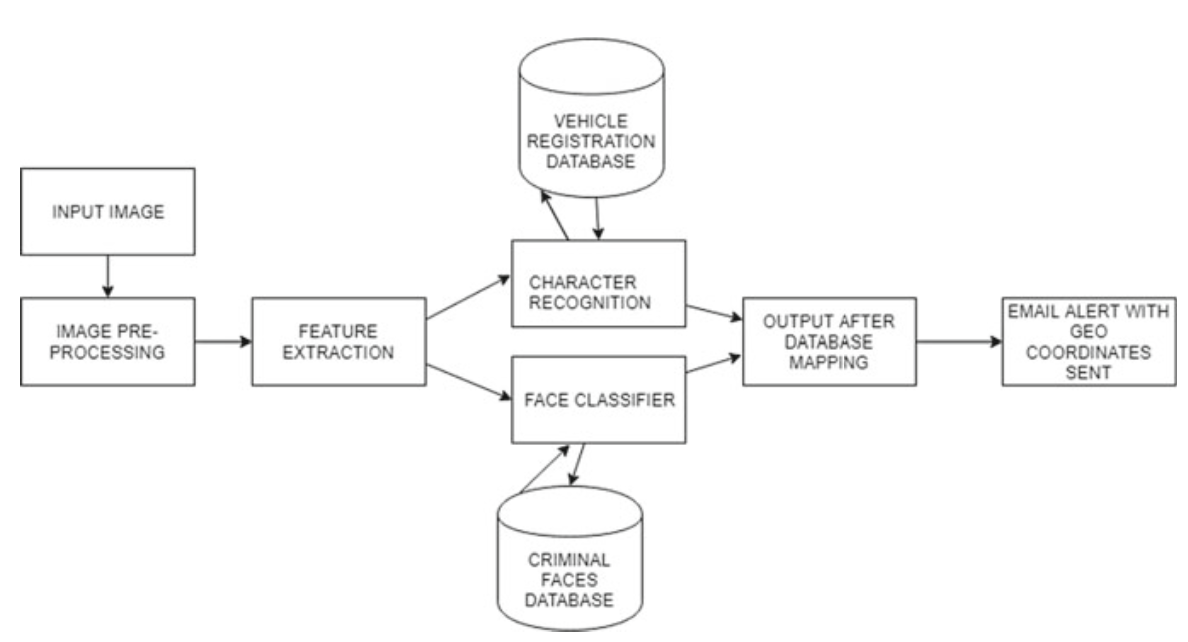 VEHICLE
REGISTRATION
DATABASE
INPUT IMAGE
IMAGE PRE-
PROCESSING
FEATURE
EXTRACTION
CHARACTER
RECOGNITION
FACE CLASSIFIER
OUTPUT AFTER
DATABASE
MAPPING
EMAIL ALERT WITH
GEO
COORDINATES
SENT
CRIMINAL
FACES
DATABASE